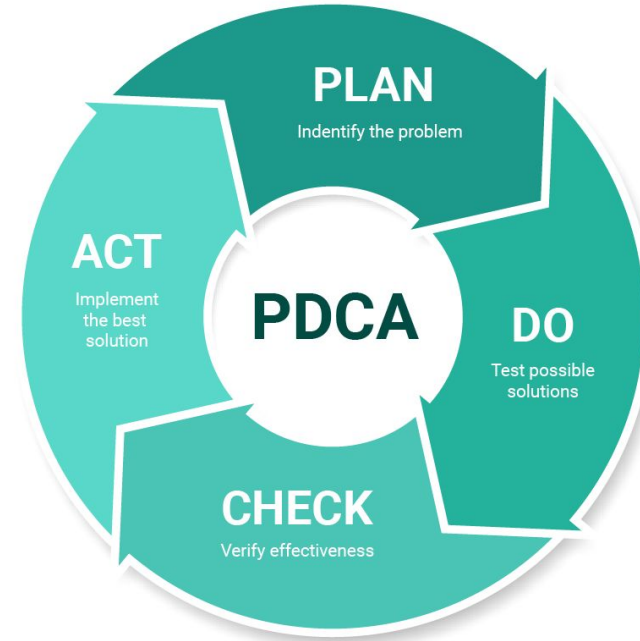 PLAN
Indentify the problem
ACT
Implement
the best
solution
PDCA
DO
Test possible
solutions
CHECK
Verify effectiveness